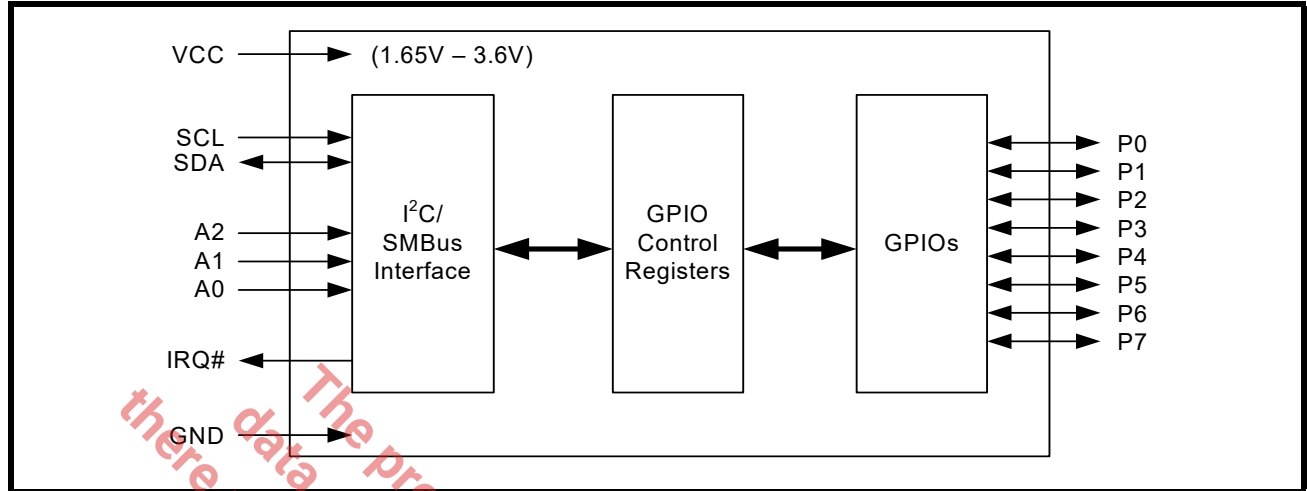 VCC
(1.65V – 3.6V)
SCL
SDA
A2
A1
A0
IRQ#
GND
I²C/
SMBus
Interface
GPIO
Control
Registers
GPIOs
P0
P1
P2
P3
P4
P5
P6
P7
The pr
data
there